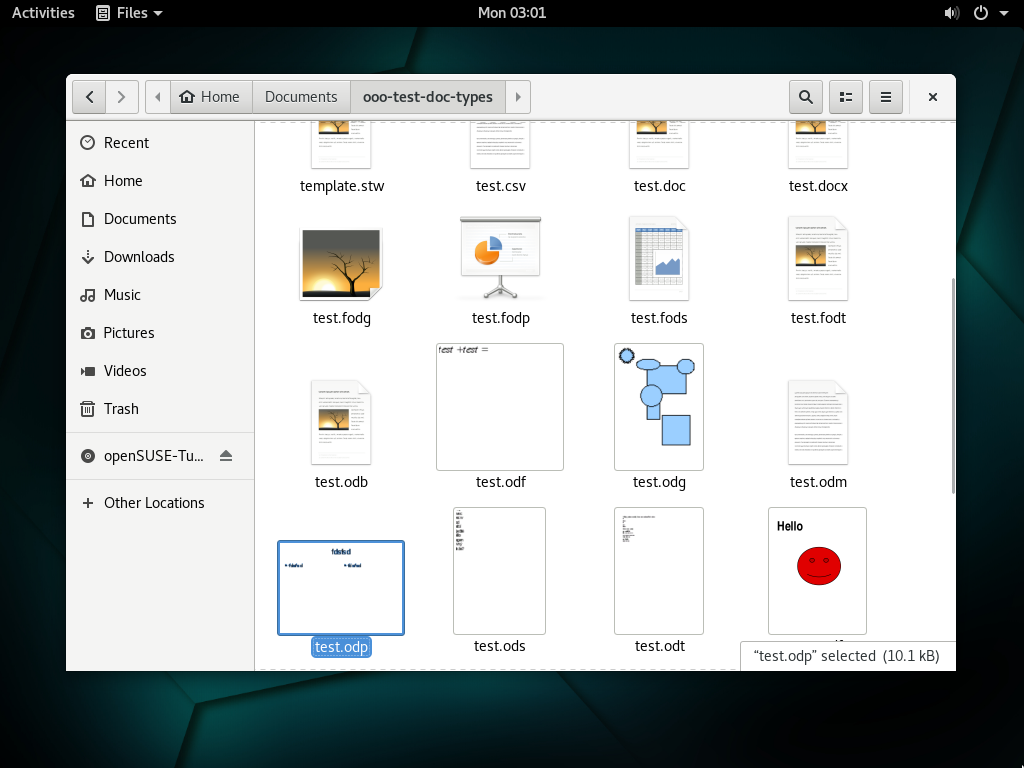 Activities Files Mon 03:01
Home Documents ooo-test-doc-types
Recent
Home
Documents
Downloads
Music
Pictures
Videos
Trash
openSUSE-Tu...
Other Locations
template.stw test.csv test.doc test.docx
test.fodg test.fodp test.fods test.fodt
test +test =
test.odb test.odf test.odg test.odm
Hello
test.odp test.ods test.odt
“test.odp” selected (10.1 kB)